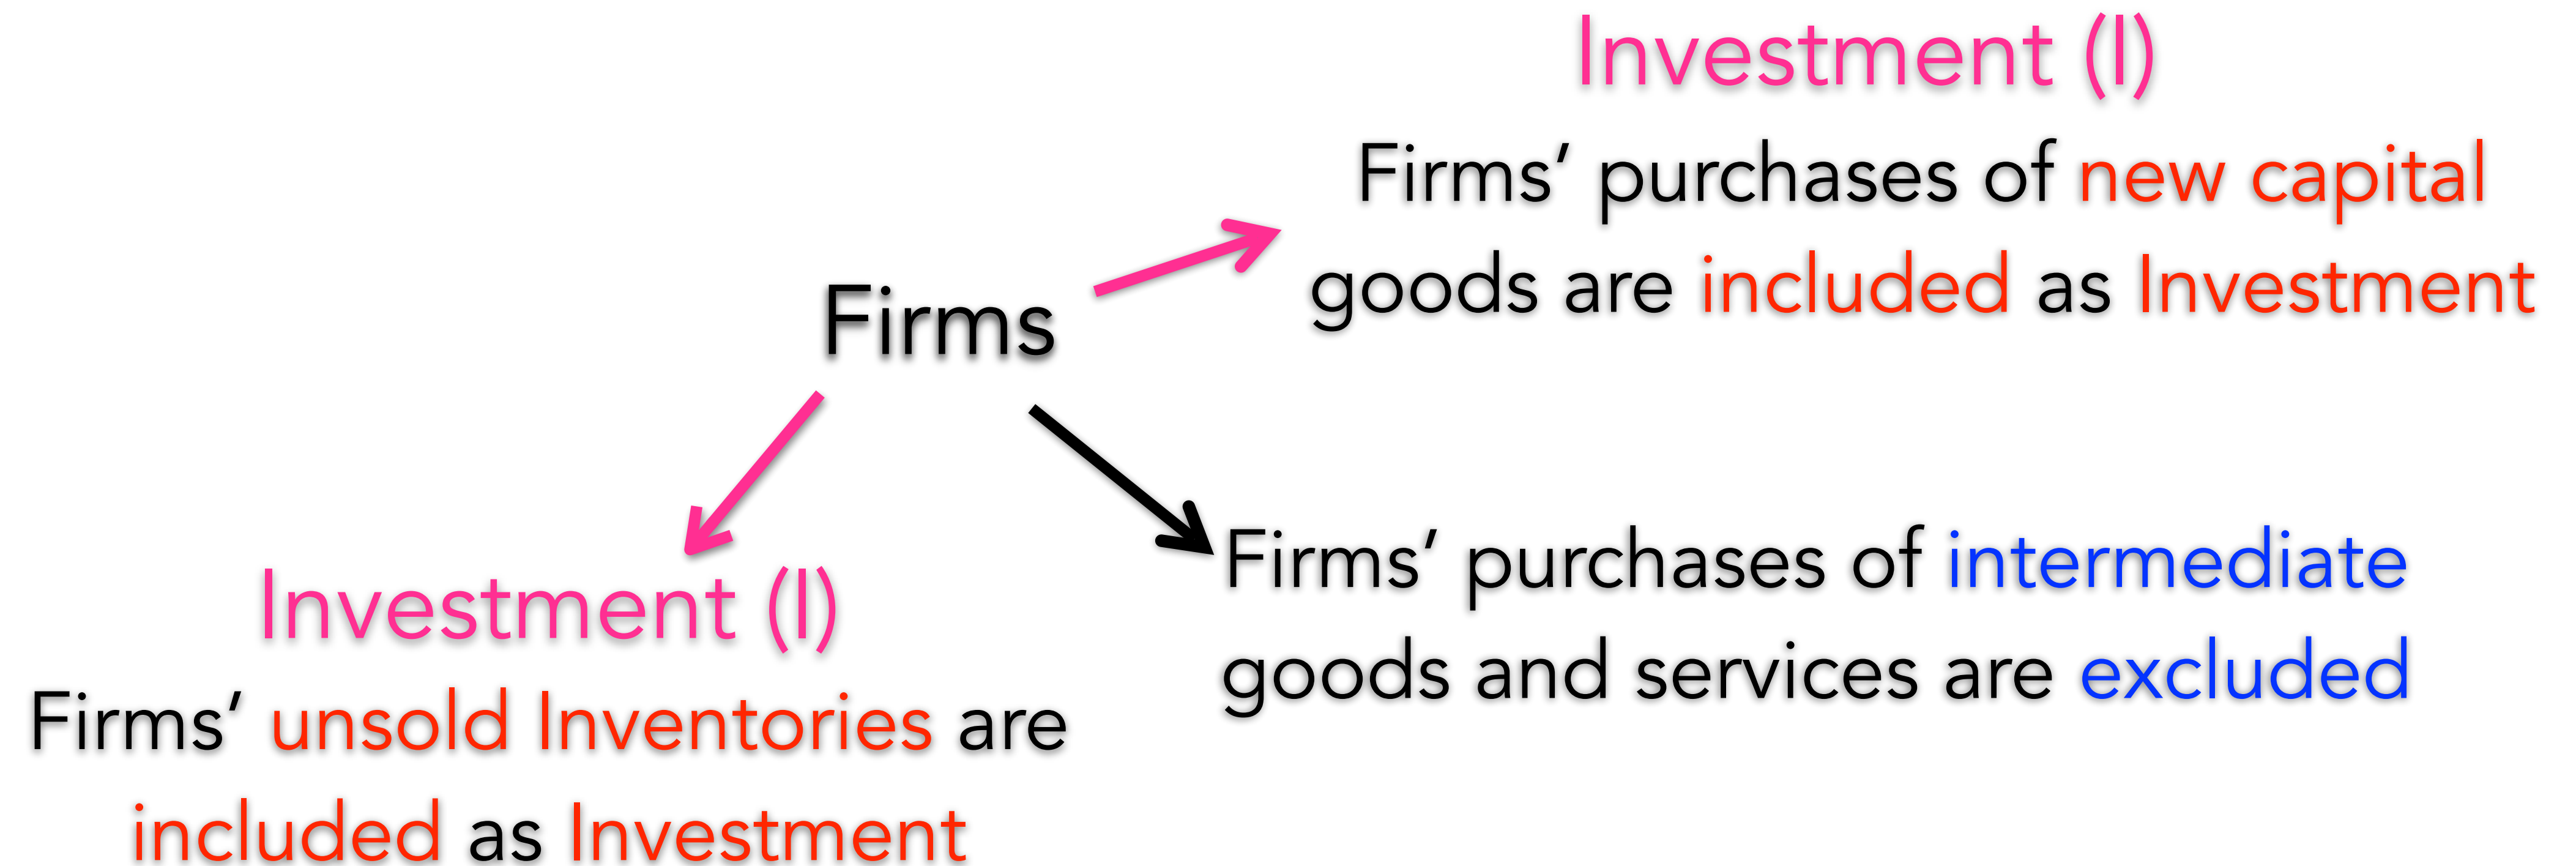 Investment (I)
Firms’ purchases of new capital
goods are included as Investment
Firms
Firms’ purchases of intermediate
goods and services are excluded
Investment (I)
Firms’ unsold Inventories are
included as Investment